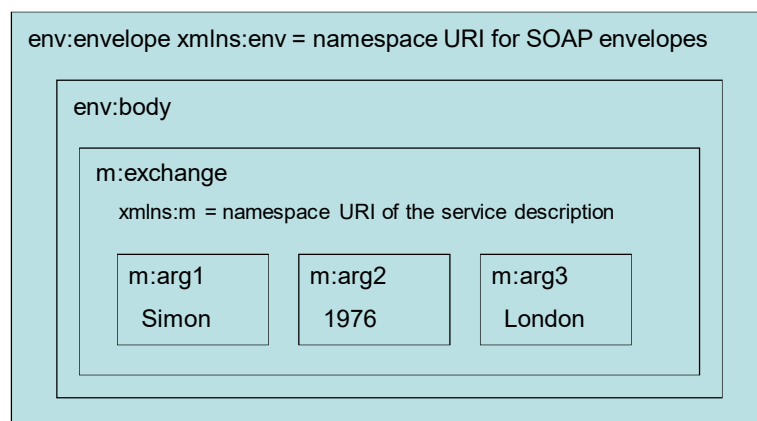 env:envelope xmlns:env = namespace URI for SOAP envelopes
env:body
m:exchange
xmlns:m = namespace URI of the service description
m:arg1 m:arg2 m:arg3
Simon 1976 London